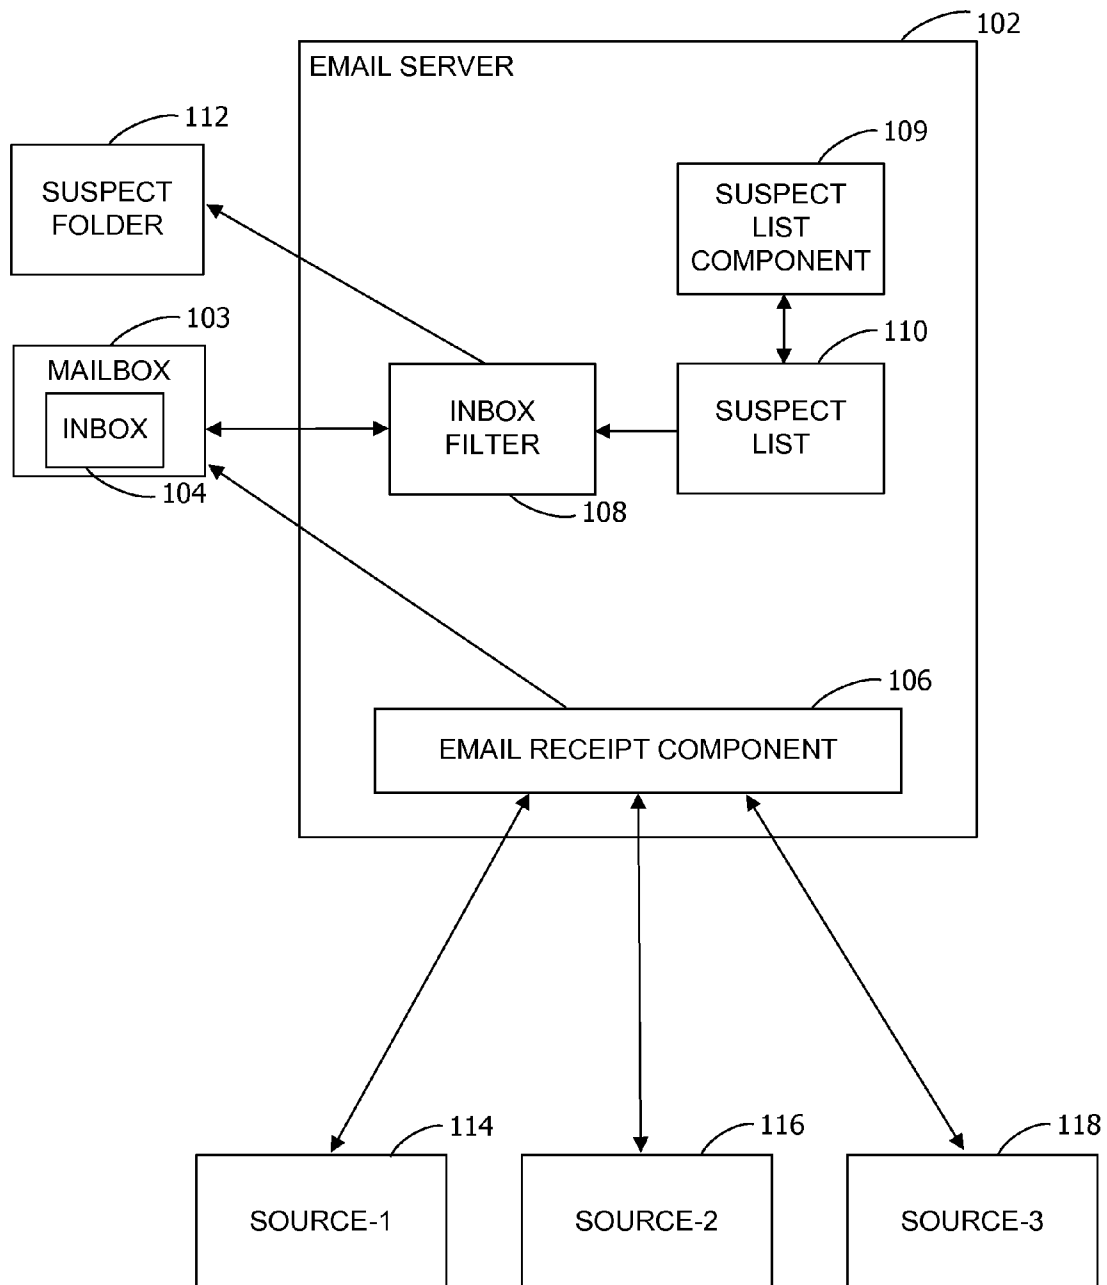 102
EMAIL SERVER
112
SUSPECT
FOLDER
109
SUSPECT
LIST
COMPONENT
103
MAILBOX
INBOX
104
INBOX
FILTER
108
110
SUSPECT
LIST
106
EMAIL RECEIPT COMPONENT
114
SOURCE-1
116
SOURCE-2
118
SOURCE-3